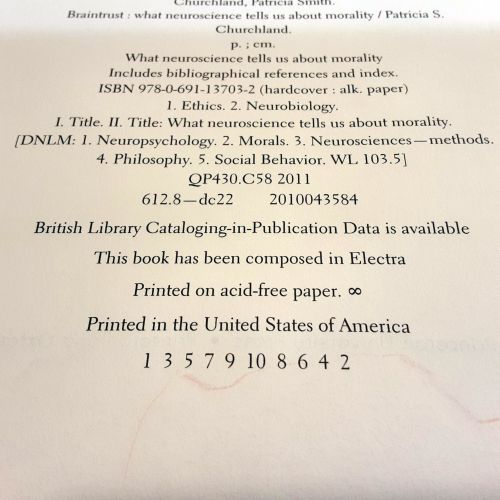 Churchland, Patricia Smith.
Braintrust : what neuroscience tells us about morality / Patricia S.
Churchland.
p. ; cm.
What neuroscience tells us about morality
Includes bibliographical references and index.
ISBN 978-0-691-13703-2 (hardcover : alk. paper)
1. Ethics. 2. Neurobiology.
I. Title. II. Title: What neuroscience tells us about morality.
[DNLM: 1. Neuropsychology. 2. Morals. 3. Neurosciences—methods.
4. Philosophy. 5. Social Behavior. WL 103.5]
QP430.C58 2011
612.8—dc22 2010043584
British Library Cataloging-in-Publication Data is available
This book has been composed in Electra
Printed on acid-free paper. ∞
Printed in the United States of America
1 3 5 7 9 10 8 6 4 2